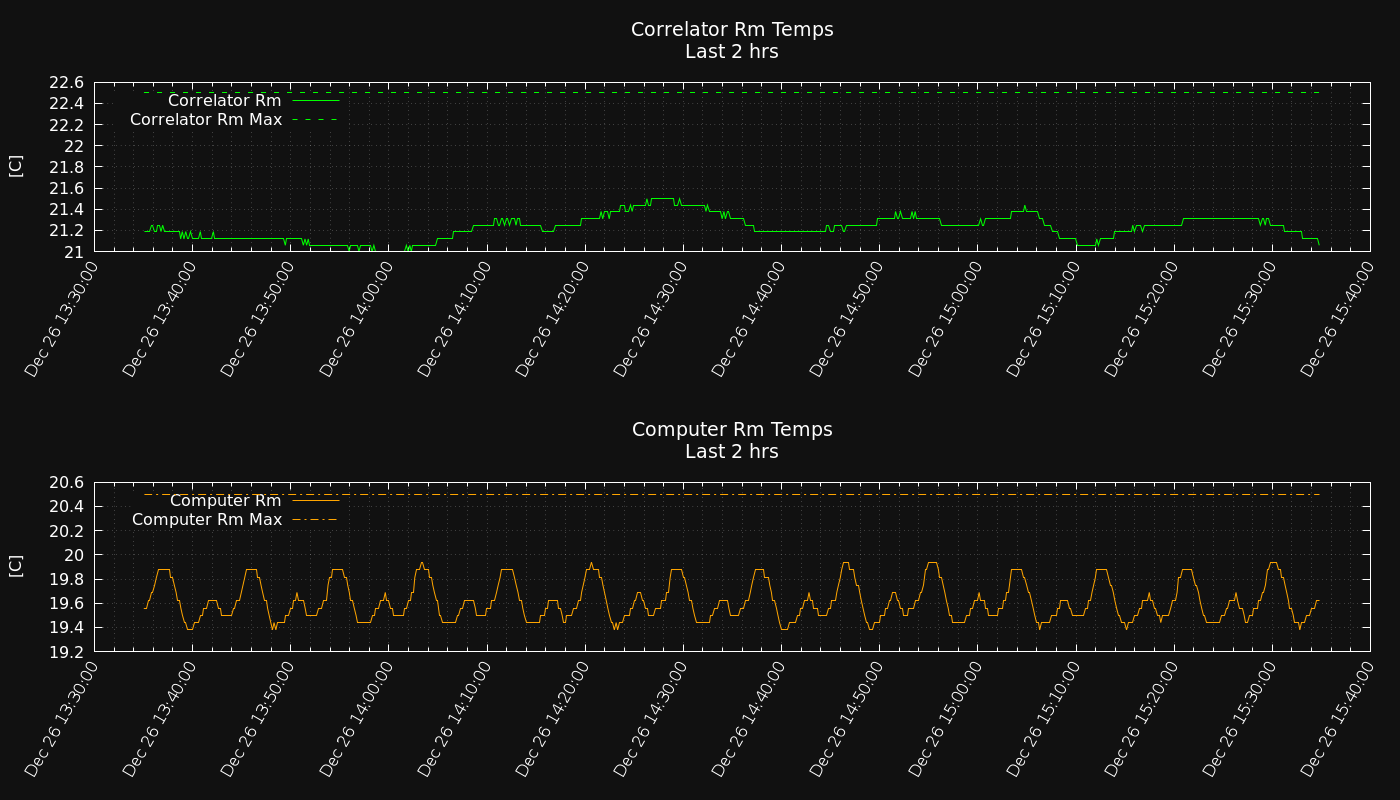 Correlator Rm Temps
Last 2 hrs
22.6
22.4
22.2
22
21.8
21.6
21.4
21.2
21
[C]
Correlator Rm
Correlator Rm Max
Dec 26 13:30:00
Dec 26 13:40:00
Dec 26 13:50:00
Dec 26 14:00:00
Dec 26 14:10:00
Dec 26 14:20:00
Dec 26 14:30:00
Dec 26 14:40:00
Dec 26 14:50:00
Dec 26 15:00:00
Dec 26 15:10:00
Dec 26 15:20:00
Dec 26 15:30:00
Dec 26 15:40:00
Computer Rm Temps
Last 2 hrs
20.6
20.4
20.2
20
19.8
19.6
19.4
19.2
[C]
Computer Rm
Computer Rm Max
Dec 26 13:30:00
Dec 26 13:40:00
Dec 26 13:50:00
Dec 26 14:00:00
Dec 26 14:10:00
Dec 26 14:20:00
Dec 26 14:30:00
Dec 26 14:40:00
Dec 26 14:50:00
Dec 26 15:00:00
Dec 26 15:10:00
Dec 26 15:20:00
Dec 26 15:30:00
Dec 26 15:40:00